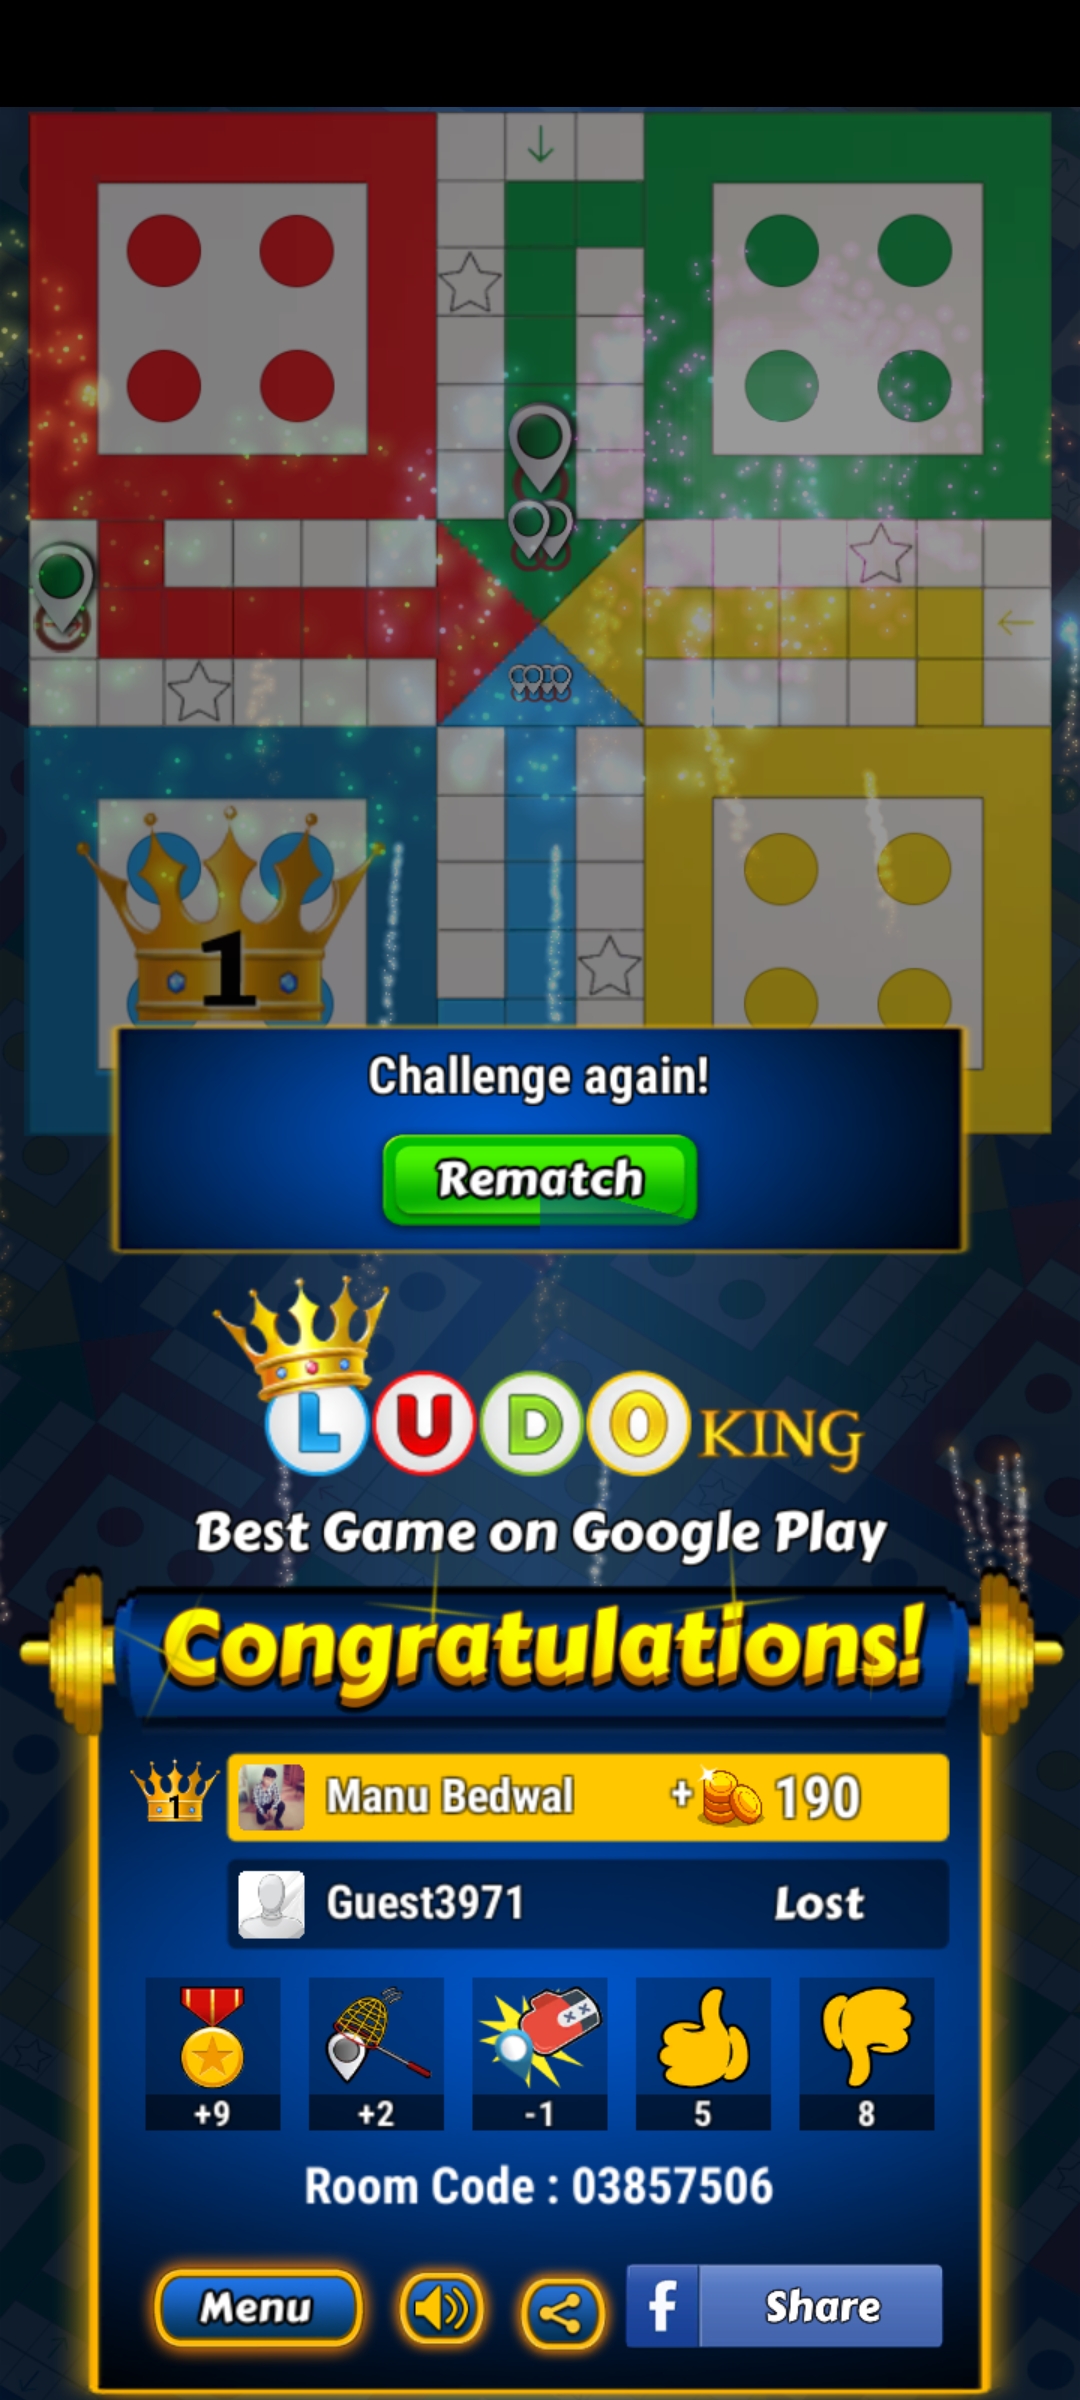 1
Challenge again!
Rematch
LUDO KING
Best Game on Google Play
Congratulations!
1 Manu Bedwal + 190
Guest3971 Lost
+9 +2 -1 5 8
Room Code : 03857506
Menu f Share